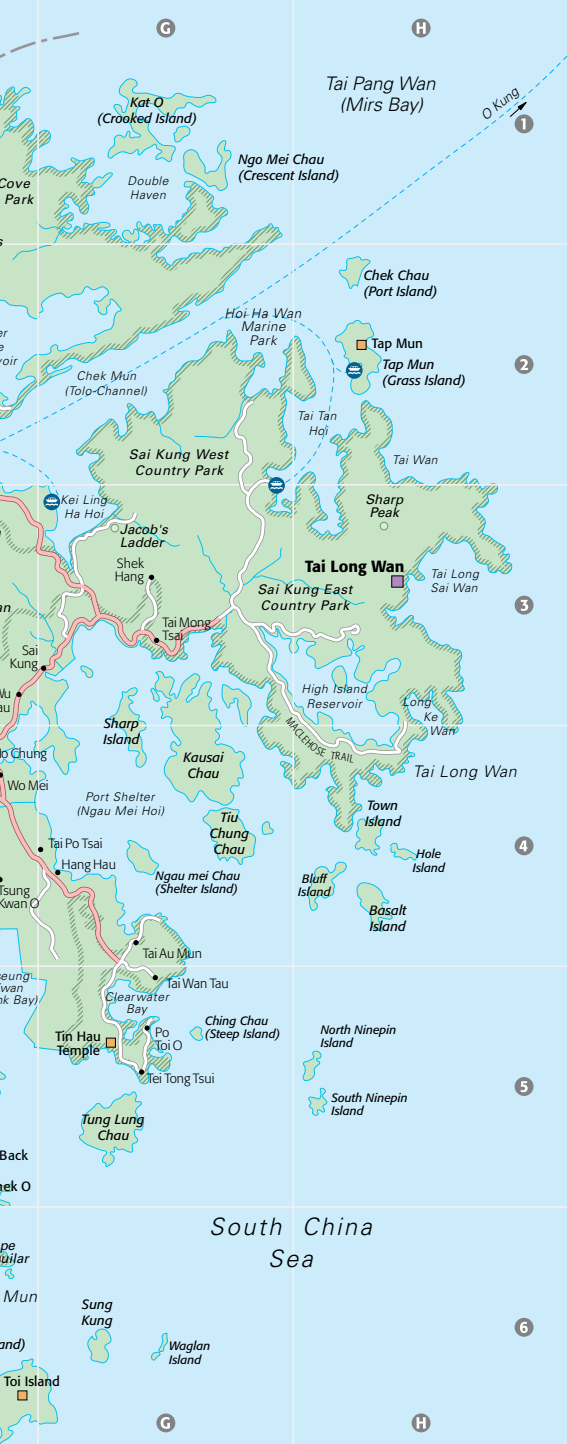 G
H
Tai Pang Wan
(Mirs Bay)
Kat O
(Crooked Island)
O Kung
1
Ngo Mei Chau
(Crescent Island)
Double
Haven
Cove
Park
Chek Chau
(Port Island)
Hoi Ha Wan
Marine
Park
Tap Mun
Tap Mun
(Grass Island)
2
Chek Mun
(Tolo-Channel)
Tai Tan
Hoi
Sai Kung West
Country Park
Tai Wan
Kei Ling
Ha Hoi
Sharp
Peak
Jacob's
Ladder
Shek
Hang
Tai Long Wan
Tai Long
Sai Wan
Sai Kung East
Country Park
3
Tai Mong
Tsai
Sai
Kung
High Island
Reservoir
Long
Ke
Wan
Sharp
Island
MACLEHOSE TRAIL
Kausai
Chau
Ho Chung
Wo Mei
Tai Long Wan
Port Shelter
(Ngau Mei Hoi)
Town
Island
Tiu
Chung
Chau
4
Tai Po Tsai
Hang Hau
Hole
Island
Ngau mei Chau
(Shelter Island)
Bluff
Island
Tsung
Kwan O
Basalt
Island
Tai Au Mun
Tai Wan Tau
Clearwater
Bay
Ching Chau
(Steep Island)
Tin Hau
Temple
Po
Toi O
North Ninepin
Island
Tei Tong Tsui
5
South Ninepin
Island
Tung Lung
Chau
Back
South China
Sea
Mun
Sung
Kung
6
Waglan
Island
Toi Island
G
H